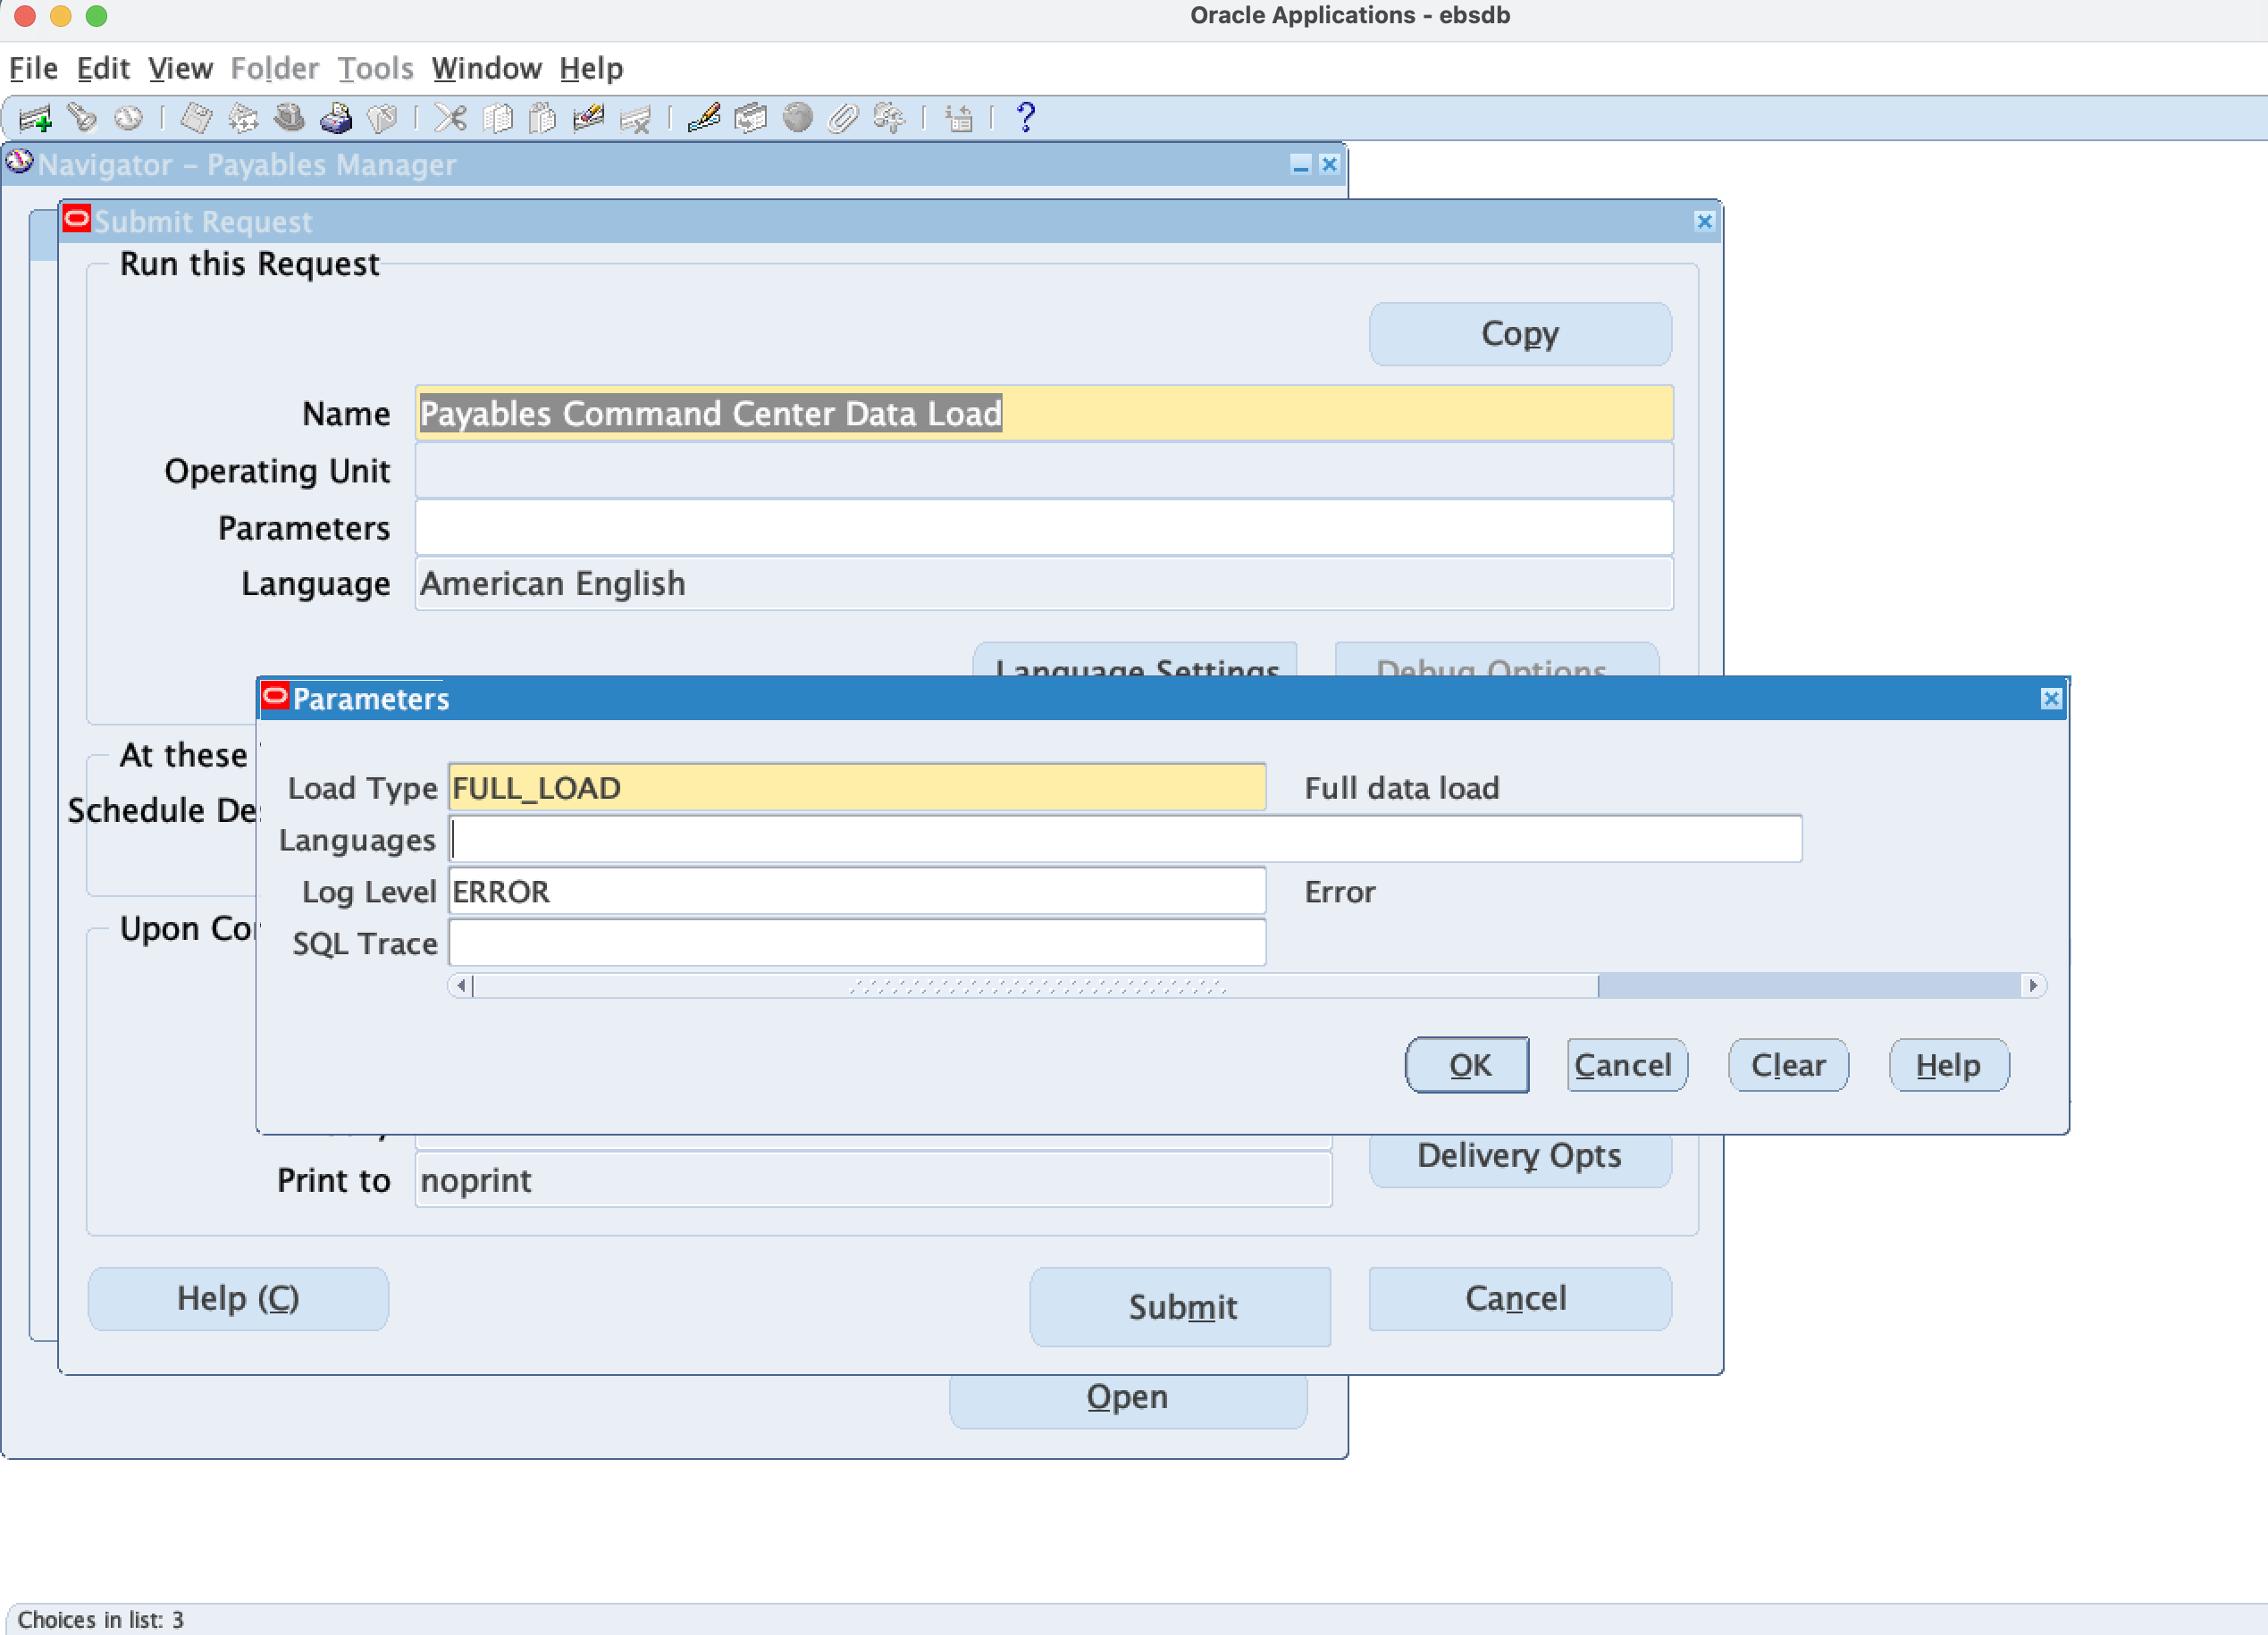 Oracle Applications - ebsdb
File Edit View Folder Tools Window Help
Navigator – Payables Manager
Submit Request
Run this Request
Copy
Name Payables Command Center Data Load
Operating Unit
Parameters
Language American English
Language Settings Debug Options
Parameters
At these
Load Type FULL_LOAD Full data load
Schedule De
Languages
Log Level ERROR Error
Upon Co
SQL Trace
OK Cancel Clear Help
Delivery Opts
Print to noprint
Help (C) Submit Cancel
Open
Choices in list: 3